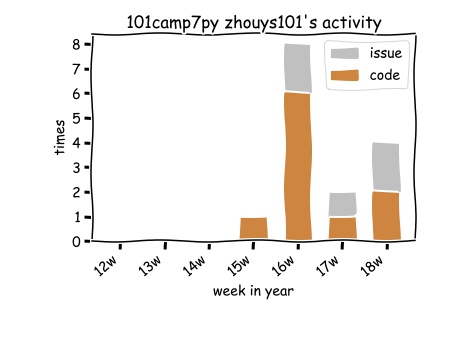 101camp7py zhouys101's activity
8
7
6
5
4
3
2
1
0
times
issue
code
12w
13w
14w
15w
16w
17w
18w
week in year